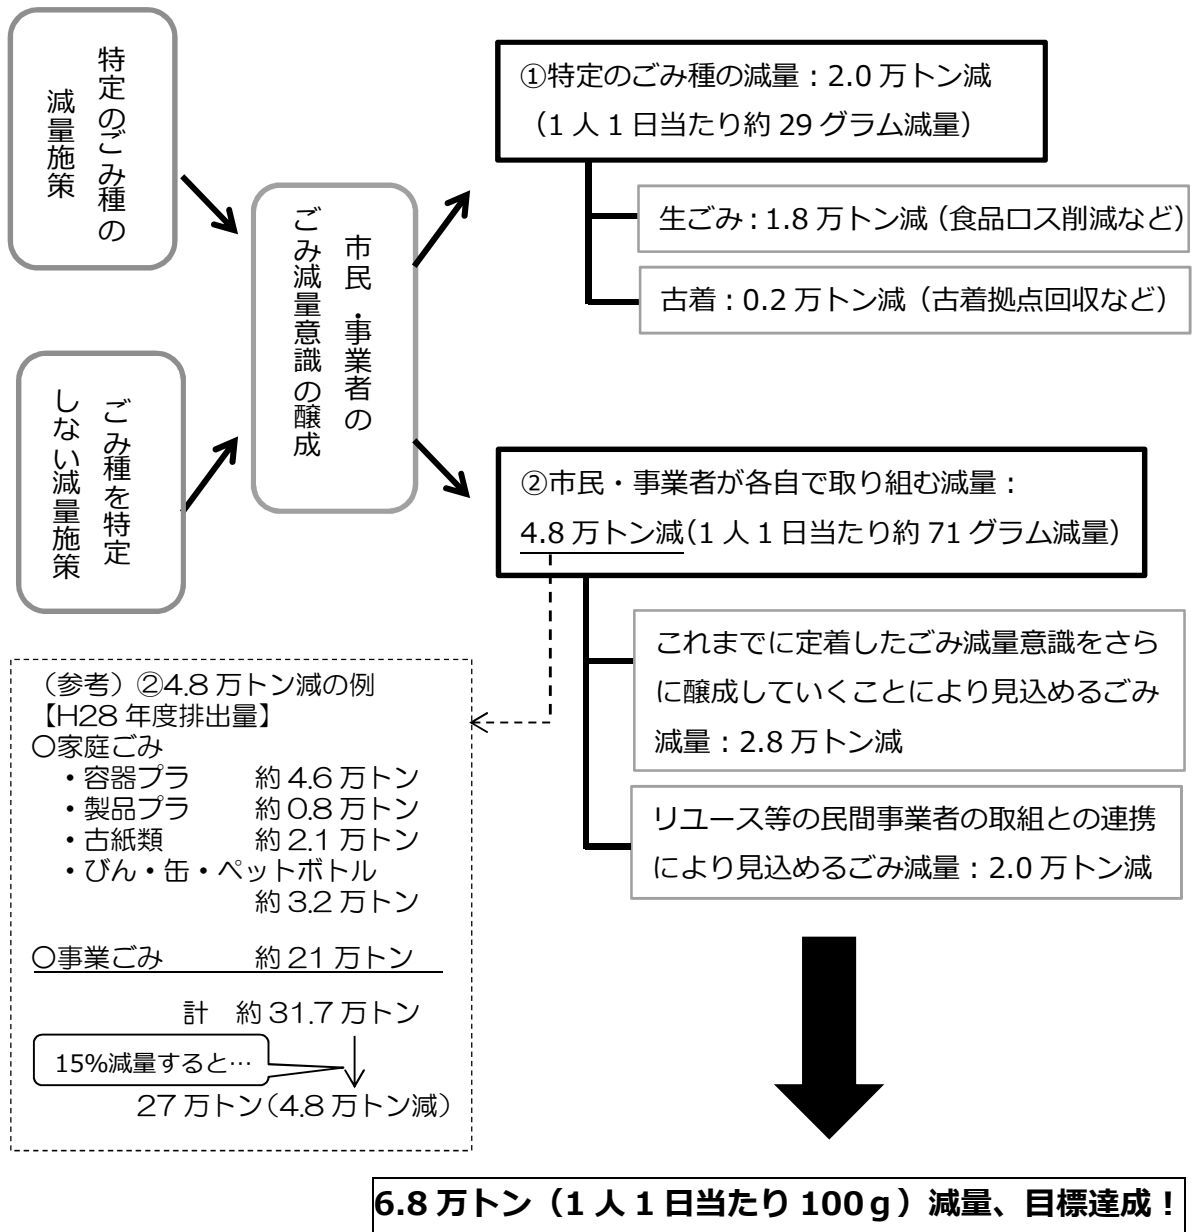 特定のごみ種の
減量施策
ごみ種を特定
しない減量施策
市民・事業者の
ごみ減量意識の醸成
①特定のごみ種の減量：2.0 万トン減
（1 人 1 日当たり約 29 グラム減量）
生ごみ：1.8 万トン減（食品ロス削減など）
古着：0.2 万トン減（古着拠点回収など）
②市民・事業者が各自で取り組む減量：
4.8 万トン減（1 人 1 日当たり約 71 グラム減量）
これまでに定着したごみ減量意識をさら
に醸成していくことにより見込めるごみ
減量：2.8 万トン減
リユース等の民間事業者の取組との連携
により見込めるごみ減量：2.0 万トン減
（参考）②4.8 万トン減の例
【H28 年度排出量】
○家庭ごみ
・容器プラ 約 4.6 万トン
・製品プラ 約 0.8 万トン
・古紙類 約 2.1 万トン
・びん・缶・ペットボトル
約 3.2 万トン
○事業ごみ 約 21 万トン
計 約 31.7 万トン
15%減量すると…
27 万トン（4.8 万トン減）
6.8 万トン（1 人 1 日当たり 100ｇ）減量、目標達成！